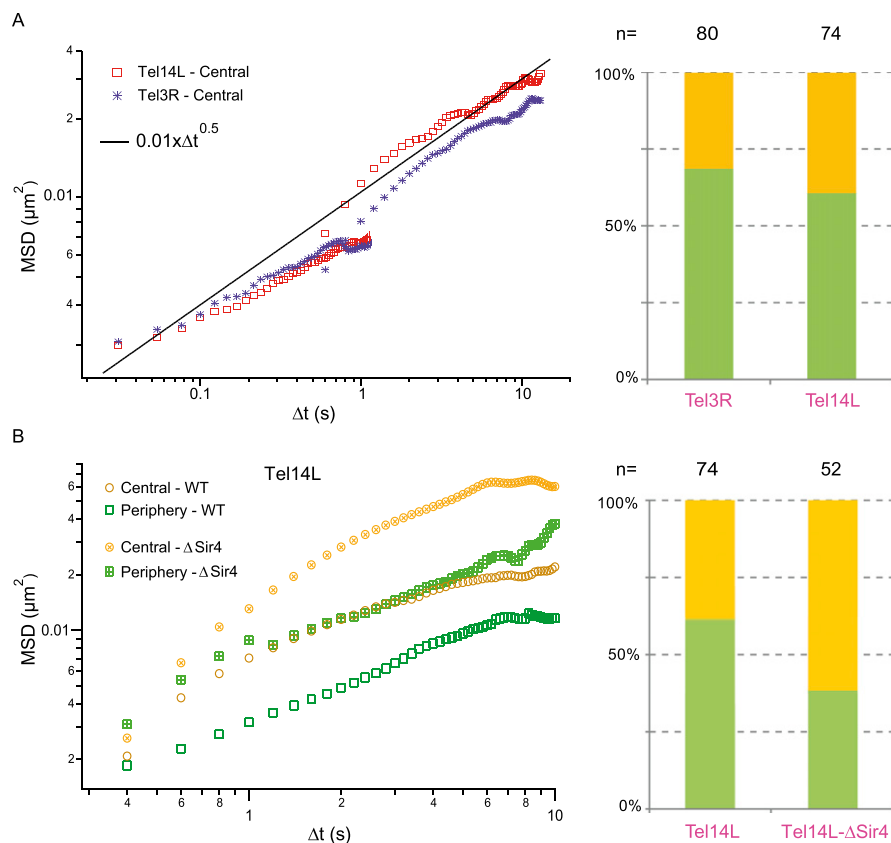 A
MSD (µm²)
4
2
0.01
6
4
Tel14L - Central
Tel3R - Central
0.01xΔt^0.5
0.1
1
10
Δt (s)
n=
80
74
100%
50%
0%
Tel3R
Tel14L
B
Tel14L
MSD (µm²)
6
4
2
0.01
6
4
2
Central - WT
Periphery - WT
Central - ΔSir4
Periphery - ΔSir4
4
6
8
1
2
4
6
8
10
Δt (s)
n=
74
52
100%
50%
0%
Tel14L
Tel14L-ΔSir4